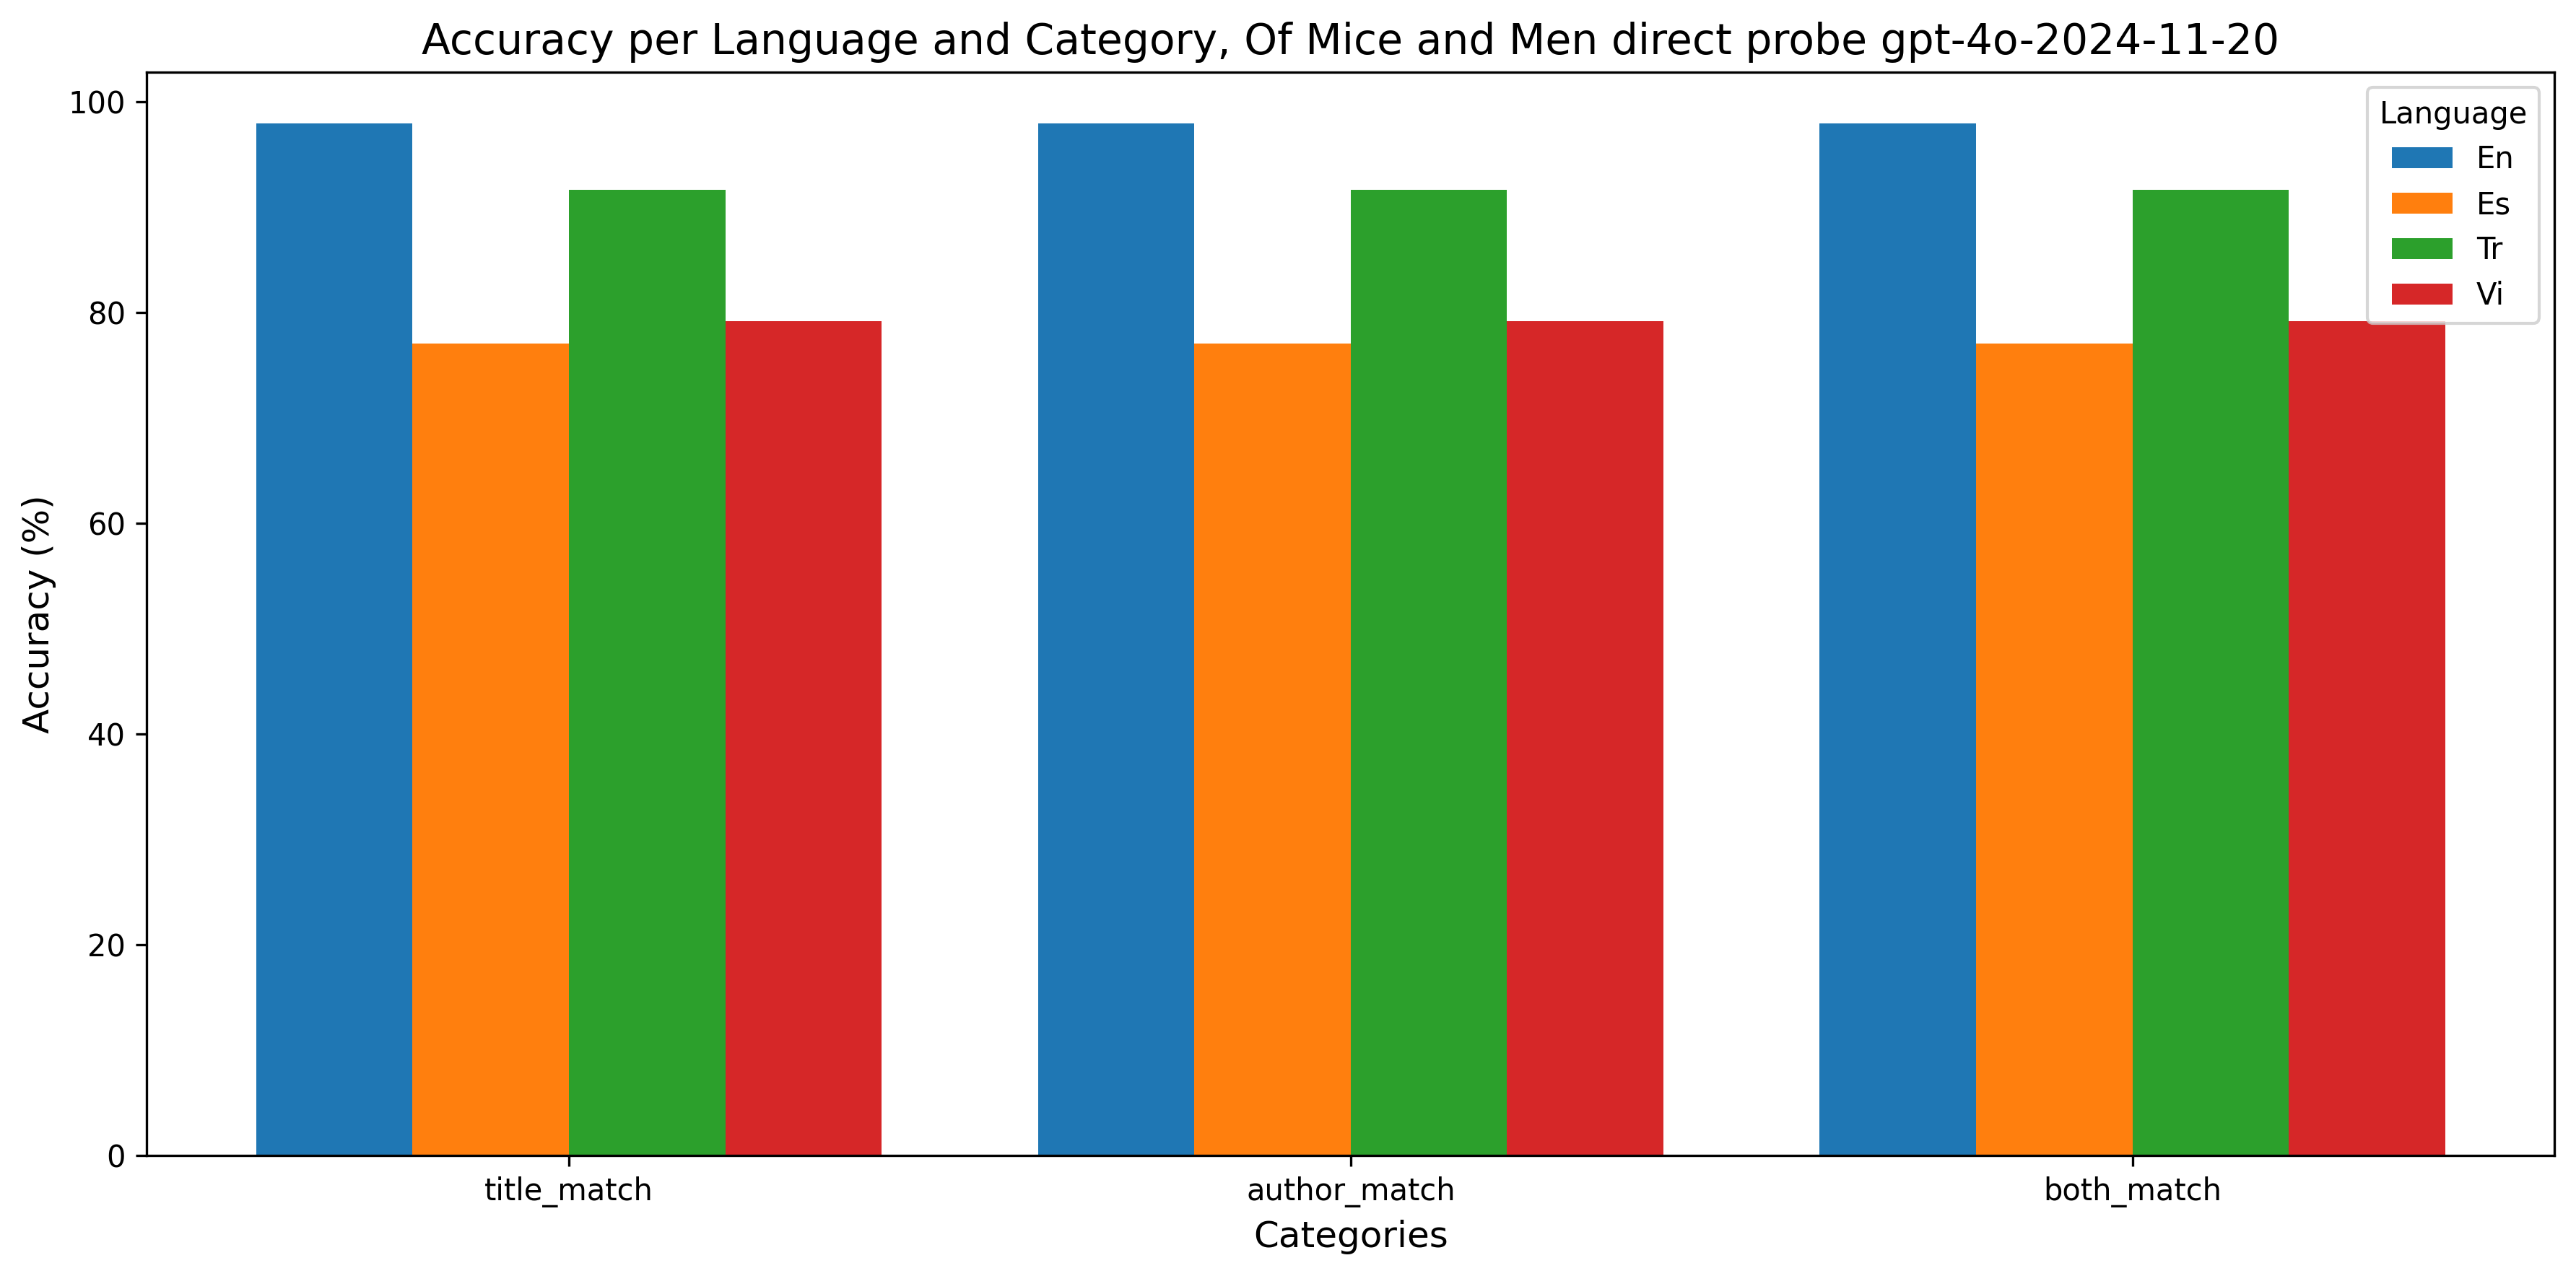 Accuracy per Language and Category, Of Mice and Men direct probe gpt-4o-2024-11-20
Accuracy (%)
100
80
60
40
20
0
Language
En
Es
Tr
Vi
title_match
author_match
both_match
Categories